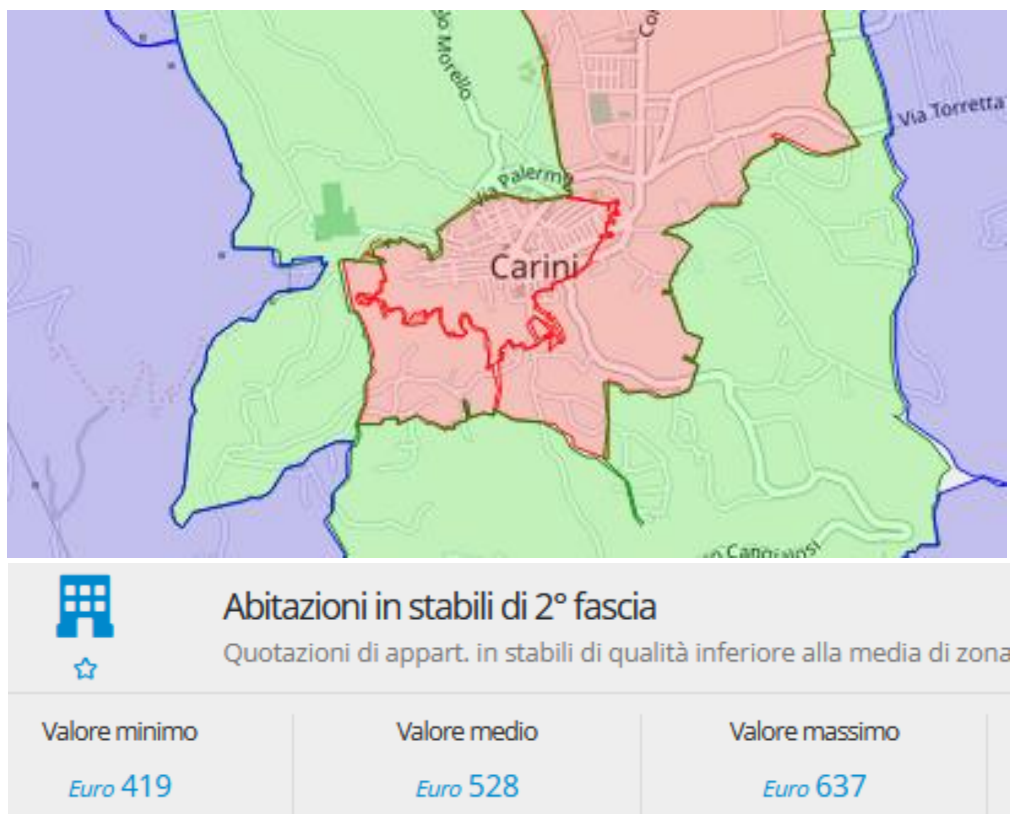 Morello
Via Torretta
Via Palermo
Carini
Abitazioni in stabili di 2° fascia
Quotazioni di appart. in stabili di qualità inferiore alla media di zona
Valore minimo
Valore medio
Valore massimo
Euro 419
Euro 528
Euro 637